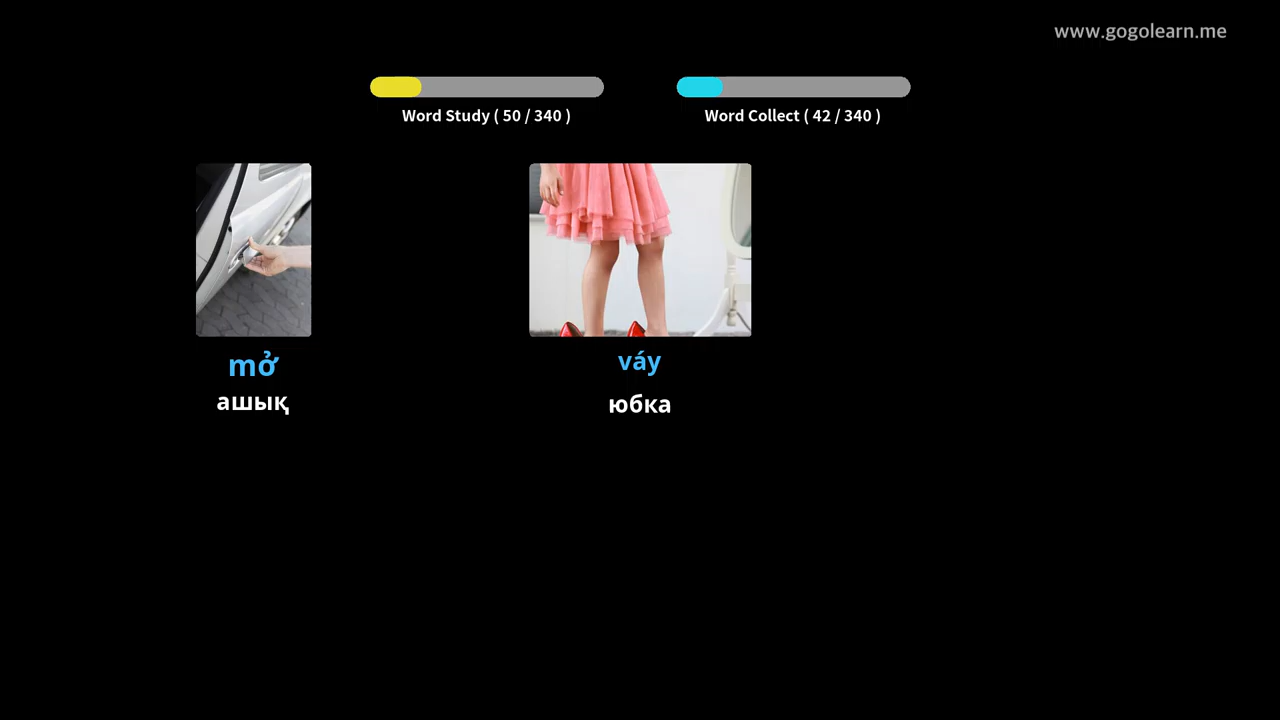 www.gogolearn.me
Word Study ( 50 / 340 )
Word Collect ( 42 / 340 )
mở
ашық
váy
юбка